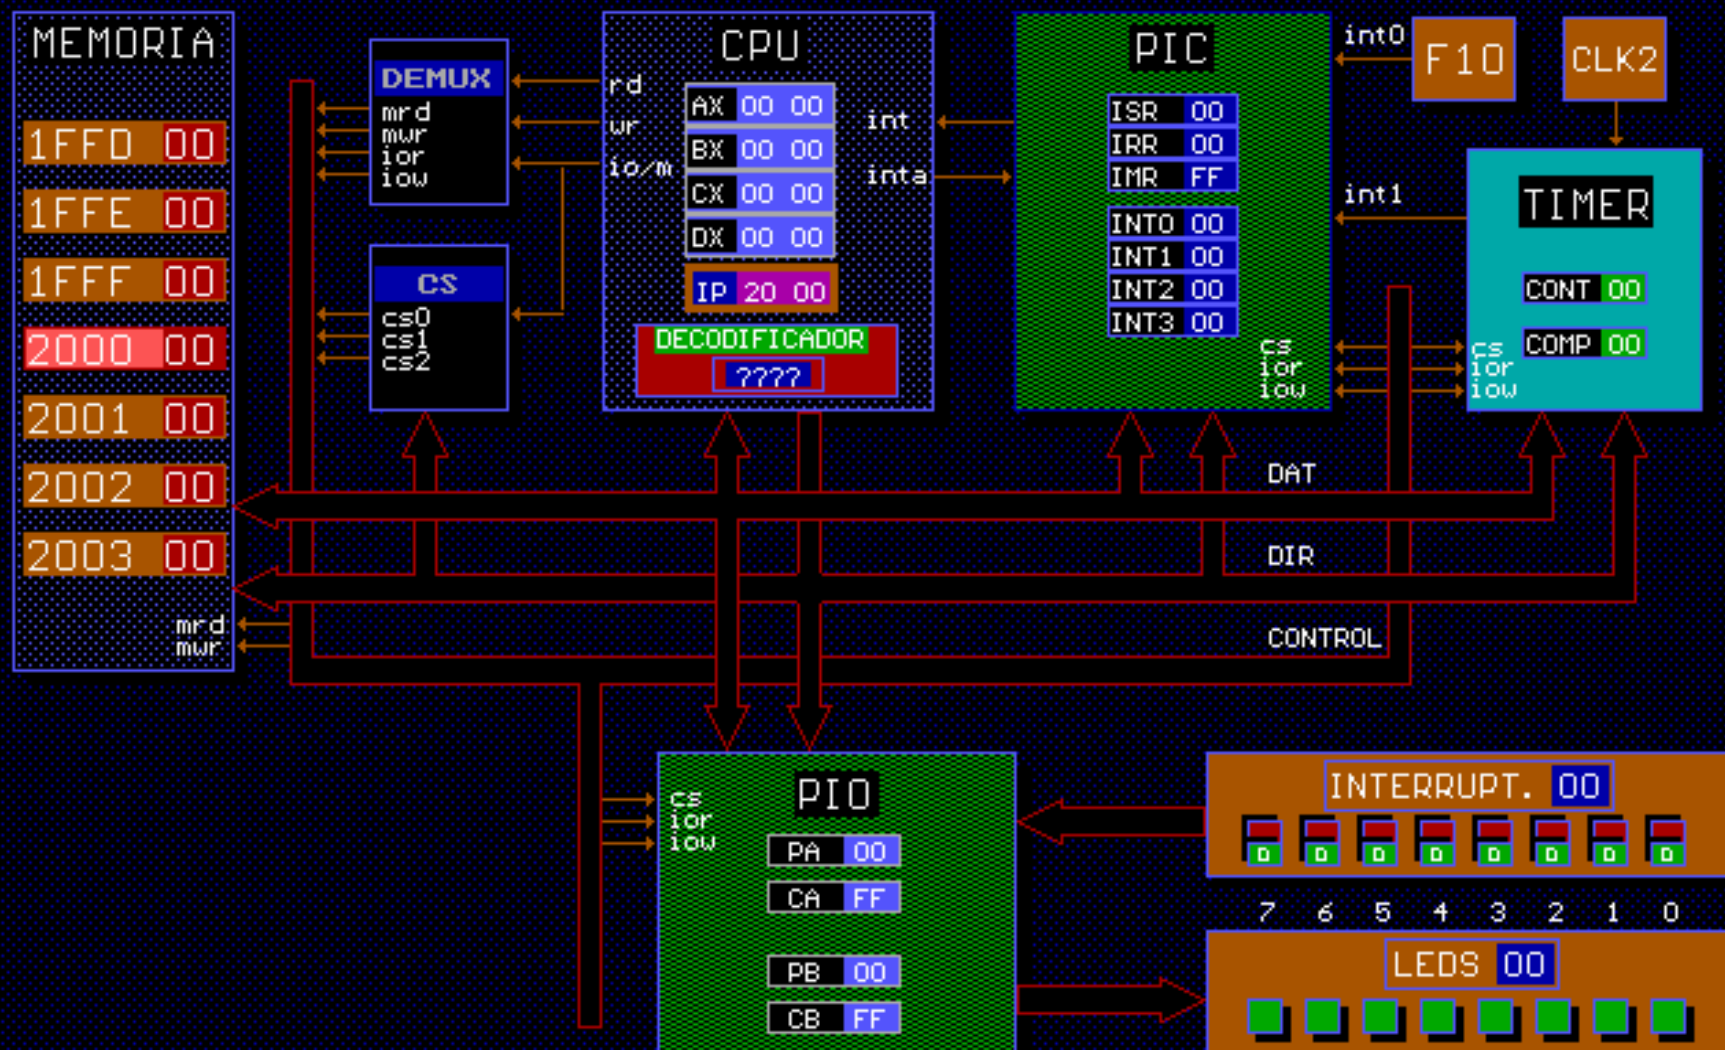 MEMORIA
1FFD 00
1FFE 00
1FFF 00
2000 00
2001 00
2002 00
2003 00
mrd
mwr
DEMUX
mrd
mwr
ior
iow
CS
cs0
cs1
cs2
CPU
rd
wr
io/m
AX 00 00
BX 00 00
CX 00 00
DX 00 00
IP 20 00
DECODIFICADOR
????
int
inta
PIC
ISR 00
IRR 00
IMR FF
INT0 00
INT1 00
INT2 00
INT3 00
cs
ior
iow
int0
F10
CLK2
int1
TIMER
CONT 00
COMP 00
cs
ior
iow
DAT
DIR
CONTROL
PIO
cs
ior
iow
PA 00
CA FF
PB 00
CB FF
INTERRUPT. 00
D D D D D D D D
7 6 5 4 3 2 1 0
LEDS 00